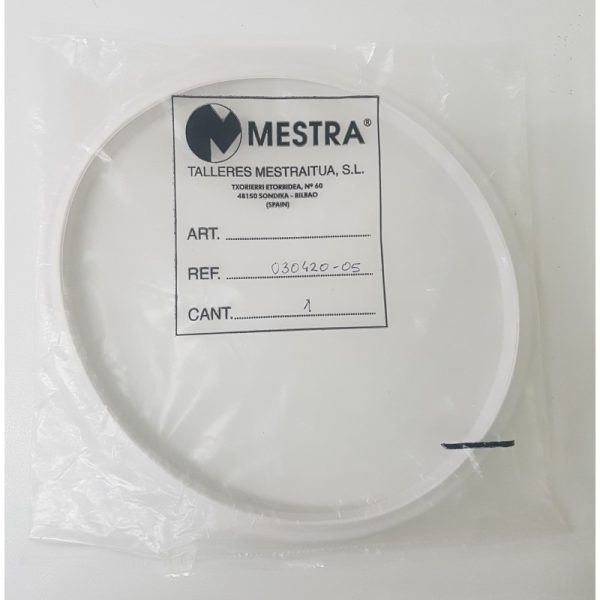 M MESTRA®
TALLERES MESTRAITUA, S.L.
TXORIERRI ETORBIDEA, Nº 60
48150 SONDIKA - BILBAO
(SPAIN)
ART.
REF. 030420-05
CANT. 1